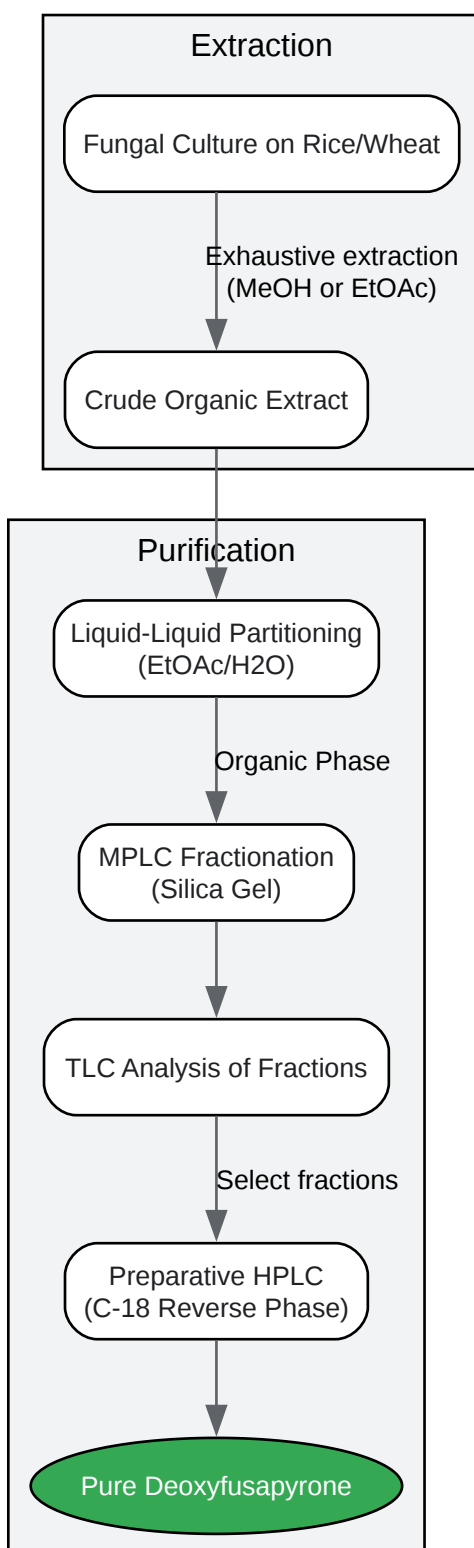 Extraction
Fungal Culture on Rice/Wheat
Exhaustive extraction
(MeOH or EtOAc)
Crude Organic Extract
Purification
Liquid-Liquid Partitioning
(EtOAc/H2O)
Organic Phase
MPLC Fractionation
(Silica Gel)
TLC Analysis of Fractions
Select fractions
Preparative HPLC
(C-18 Reverse Phase)
Pure Deoxyfusapyrone